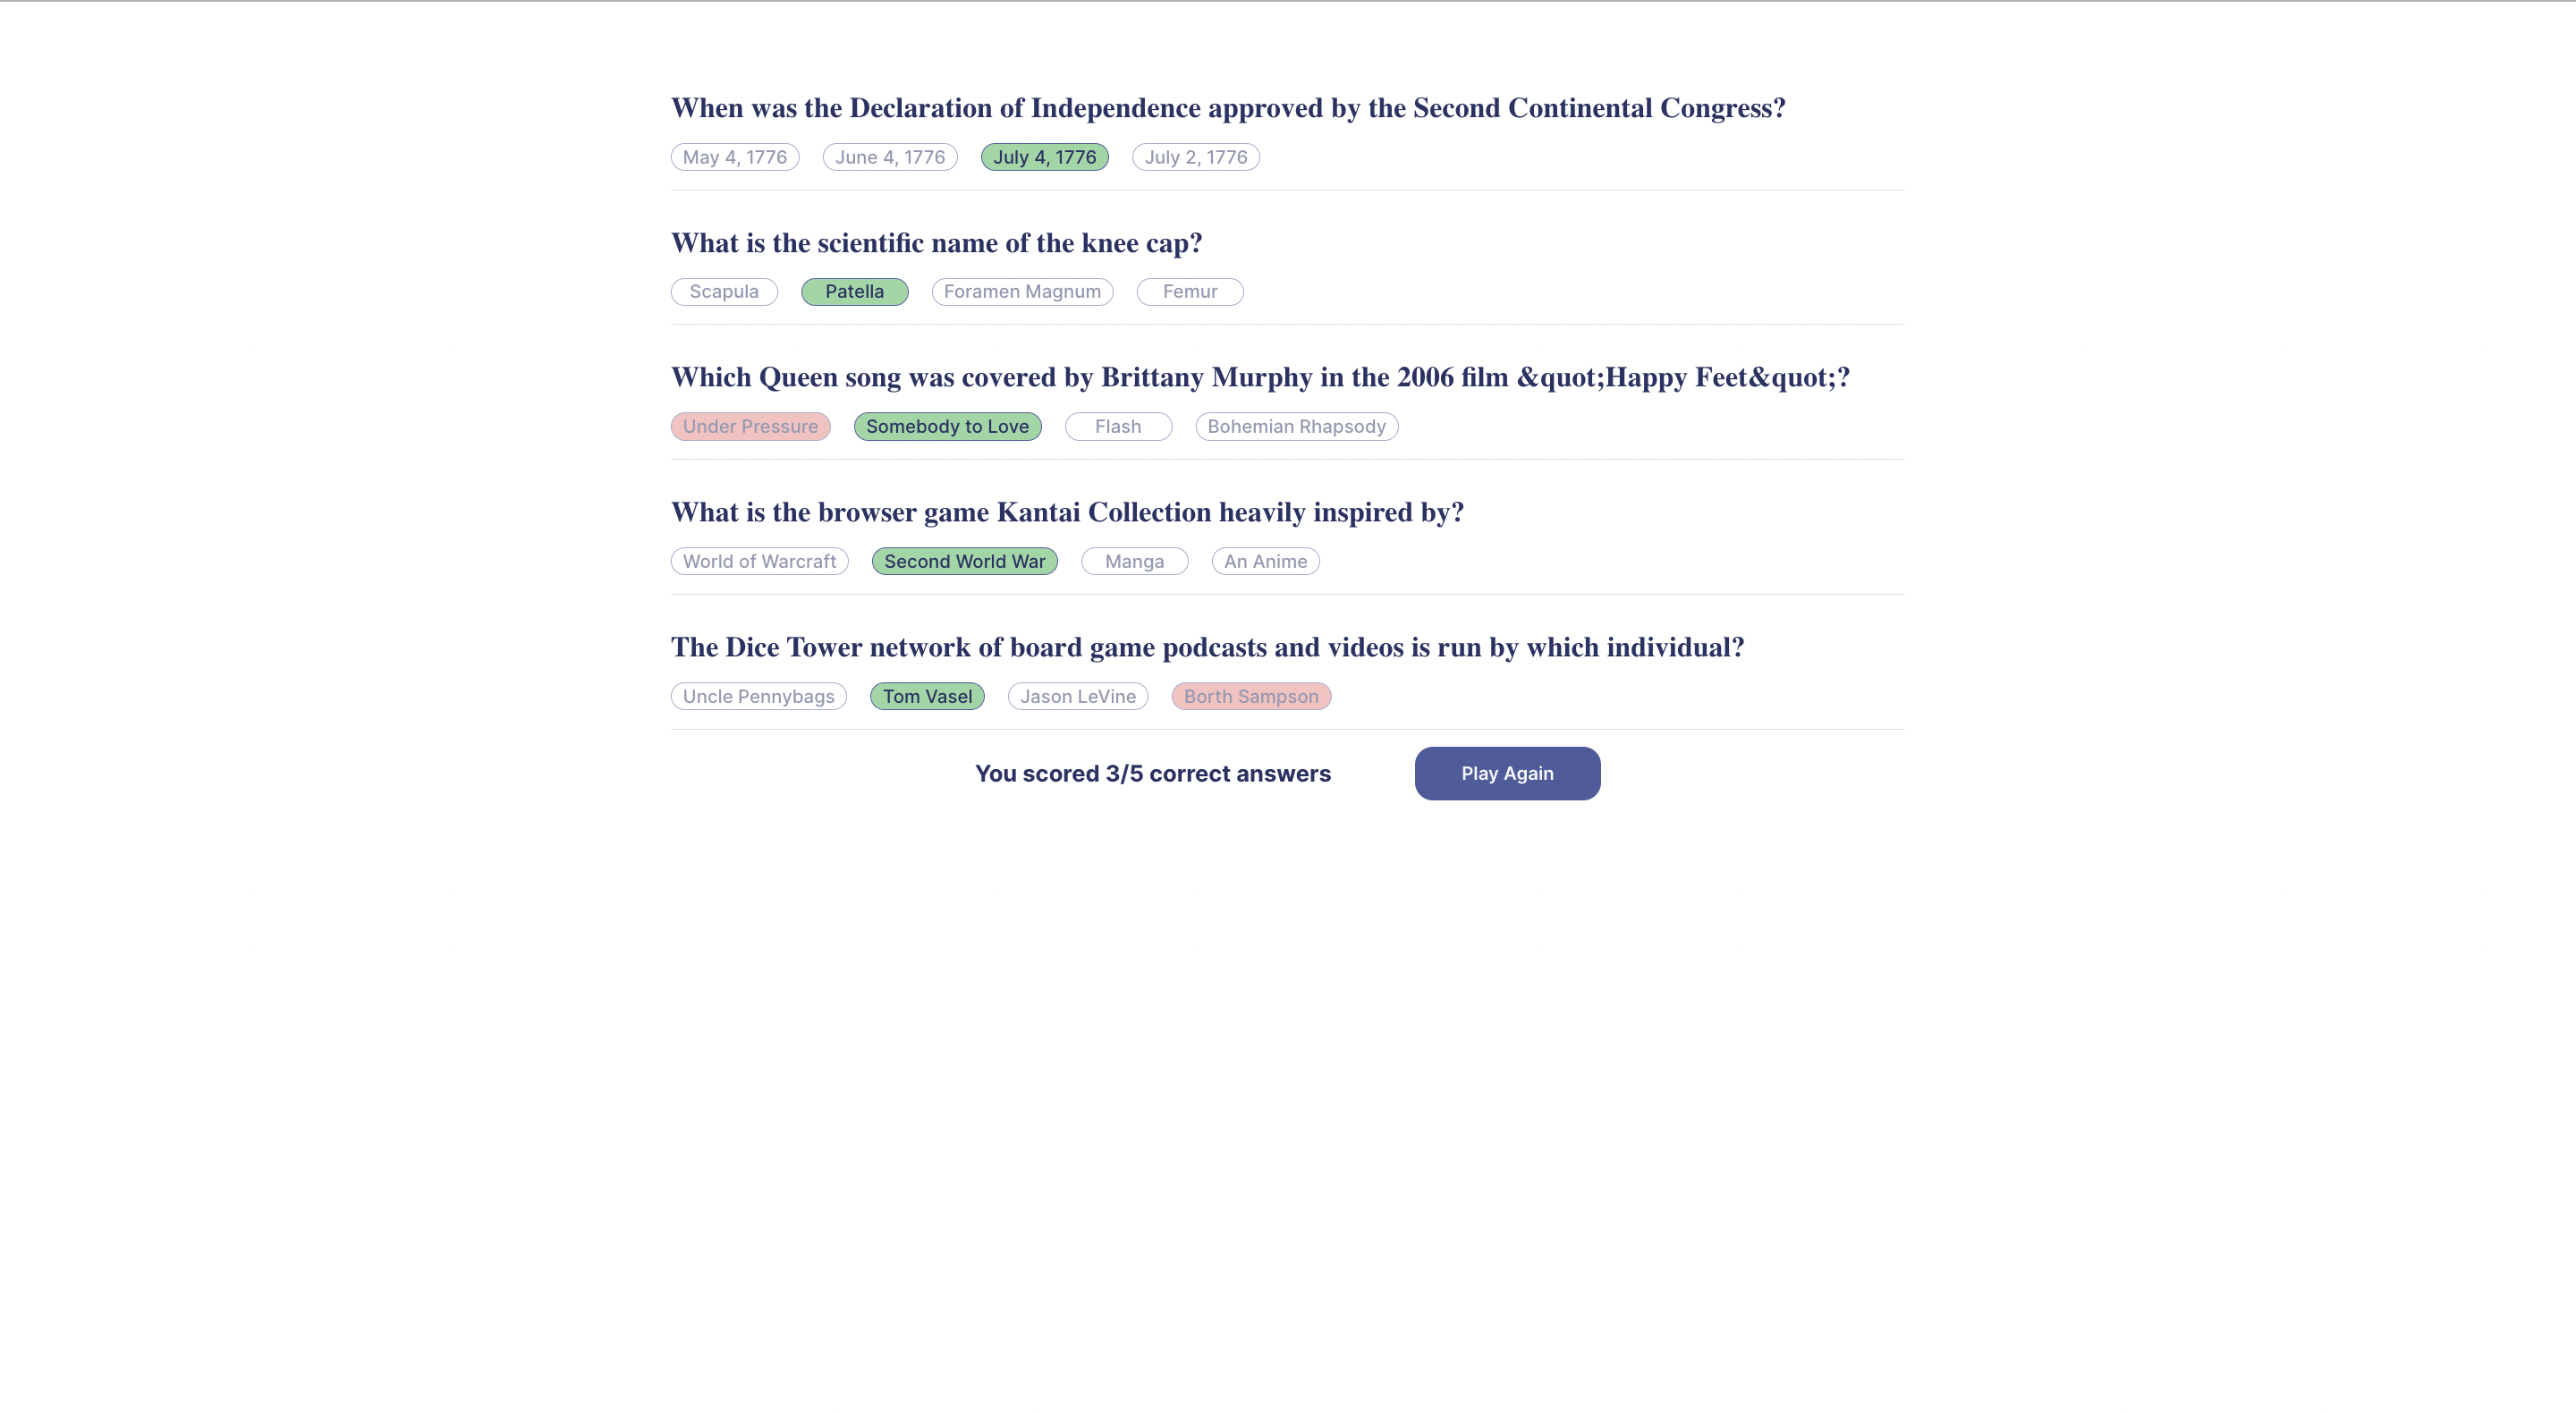 When was the Declaration of Independence approved by the Second Continental Congress?
May 4, 1776 June 4, 1776 July 4, 1776 July 2, 1776
What is the scientific name of the knee cap?
Scapula Patella Foramen Magnum Femur
Which Queen song was covered by Brittany Murphy in the 2006 film &quot;Happy Feet&quot;?
Under Pressure Somebody to Love Flash Bohemian Rhapsody
What is the browser game Kantai Collection heavily inspired by?
World of Warcraft Second World War Manga An Anime
The Dice Tower network of board game podcasts and videos is run by which individual?
Uncle Pennybags Tom Vasel Jason LeVine Borth Sampson
You scored 3/5 correct answers Play Again